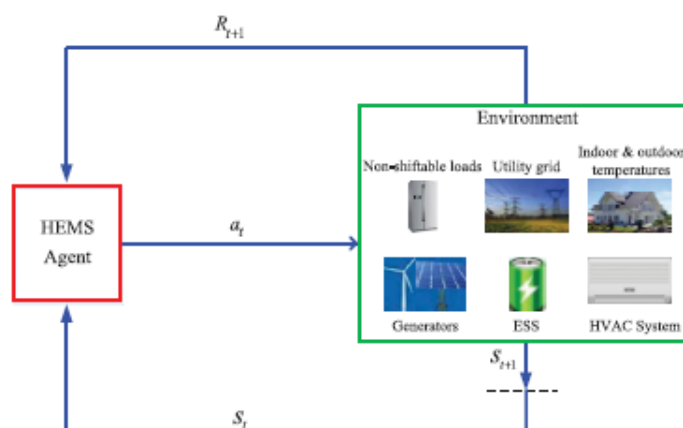 R_{t+1}
Environment
Non-shiftable loads
Utility grid
Indoor & outdoor
temperatures
HEMS
Agent
a_t
Generators
ESS
HVAC System
S_{t+1}
S_t